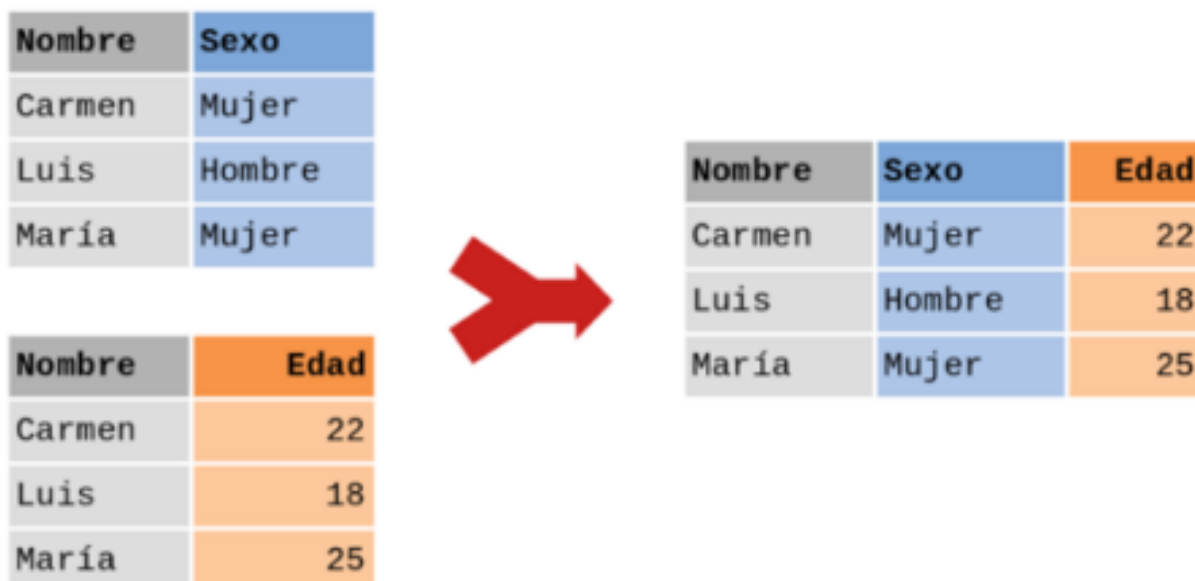 Nombre Sexo
Carmen Mujer
Luis Hombre
María Mujer
Nombre Edad
Carmen 22
Luis 18
María 25
Nombre Sexo Edad
Carmen Mujer 22
Luis Hombre 18
María Mujer 25